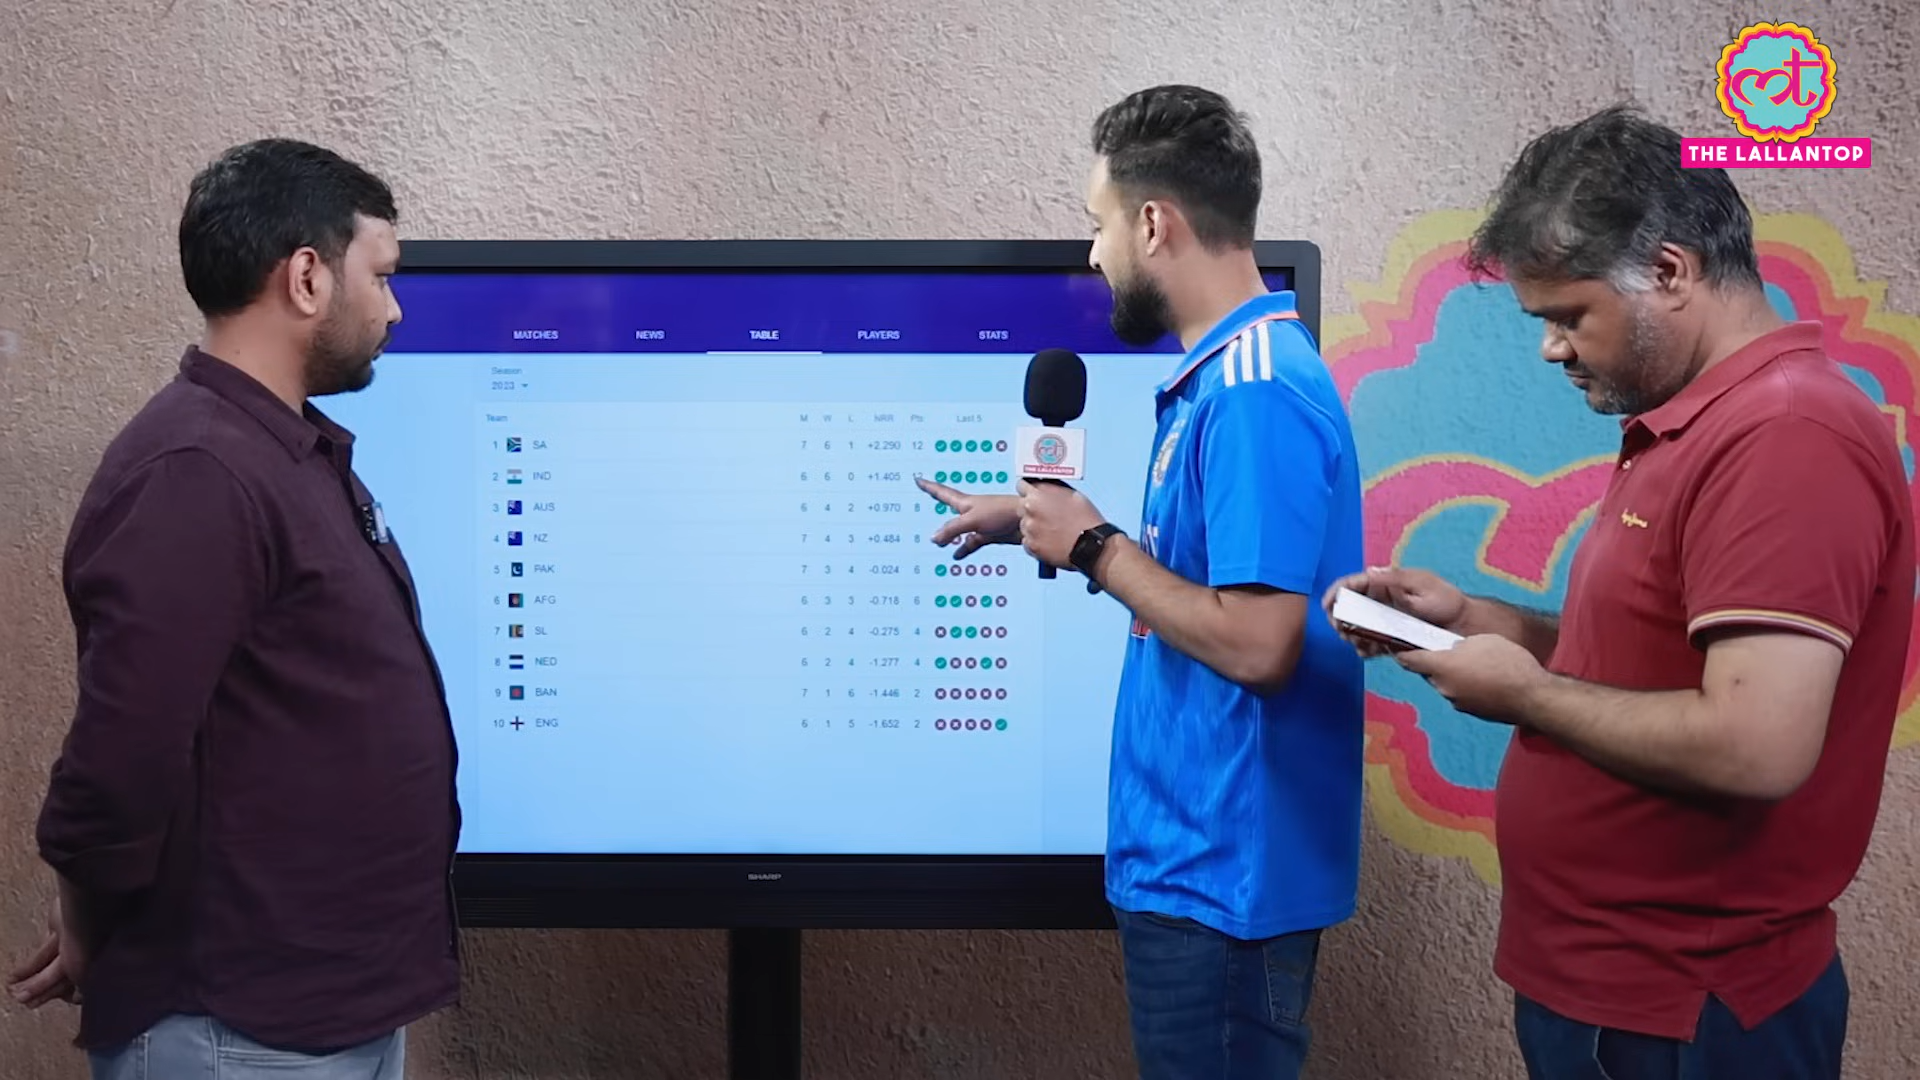 THE LALLANTOP
MATCHES NEWS TABLE PLAYERS STATS
Season
2023
Team M W L NRR Pts Last 5
1 SA 7 6 1 +2.290 12
2 IND 6 6 0 +1.405 12
3 AUS 6 4 2 +0.970 8
4 NZ 7 4 3 +0.484 8
5 PAK 7 3 4 -0.024 6
6 AFG 6 3 3 -0.718 6
7 SL 6 2 4 -0.275 4
8 NED 6 2 4 -1.277 4
9 BAN 7 1 6 -1.446 2
10 ENG 6 1 5 -1.652 2
THE LALLANTOP
SHARP